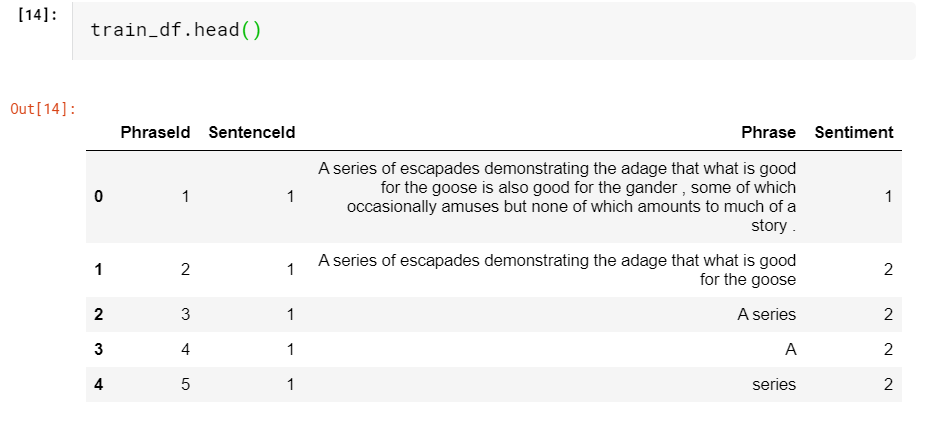 [14]:
train_df.head()
Out[14]:
PhraseId SentenceId Phrase Sentiment
A series of escapades demonstrating the adage that what is good
for the goose is also good for the gander , some of which
0 1 1 1
occasionally amuses but none of which amounts to much of a
story .
A series of escapades demonstrating the adage that what is good
1 2 1 2
for the goose
2 3 1 A series 2
3 4 1 A 2
4 5 1 series 2